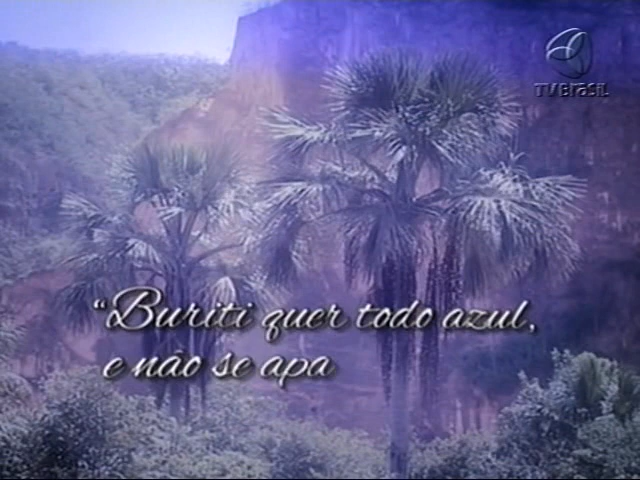 TVBrasil
“Buriti quer todo azul,
e não se apa